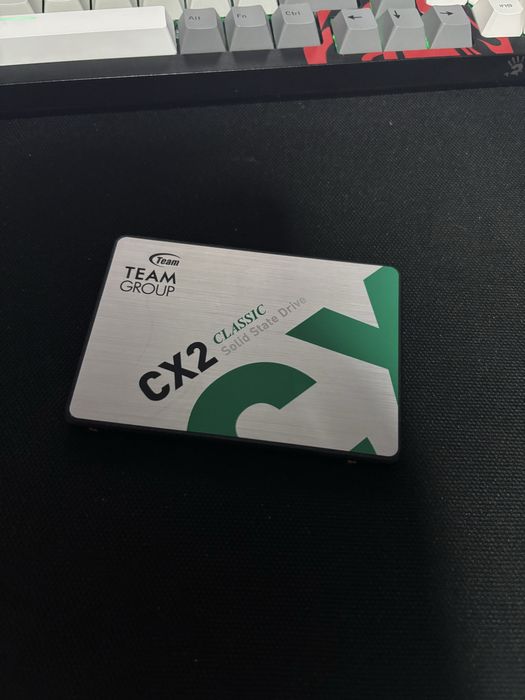 Alt Fn Ctrl ← ↓ →
Team
TEAM
GROUP
CX2 CLASSIC
Solid State Drive